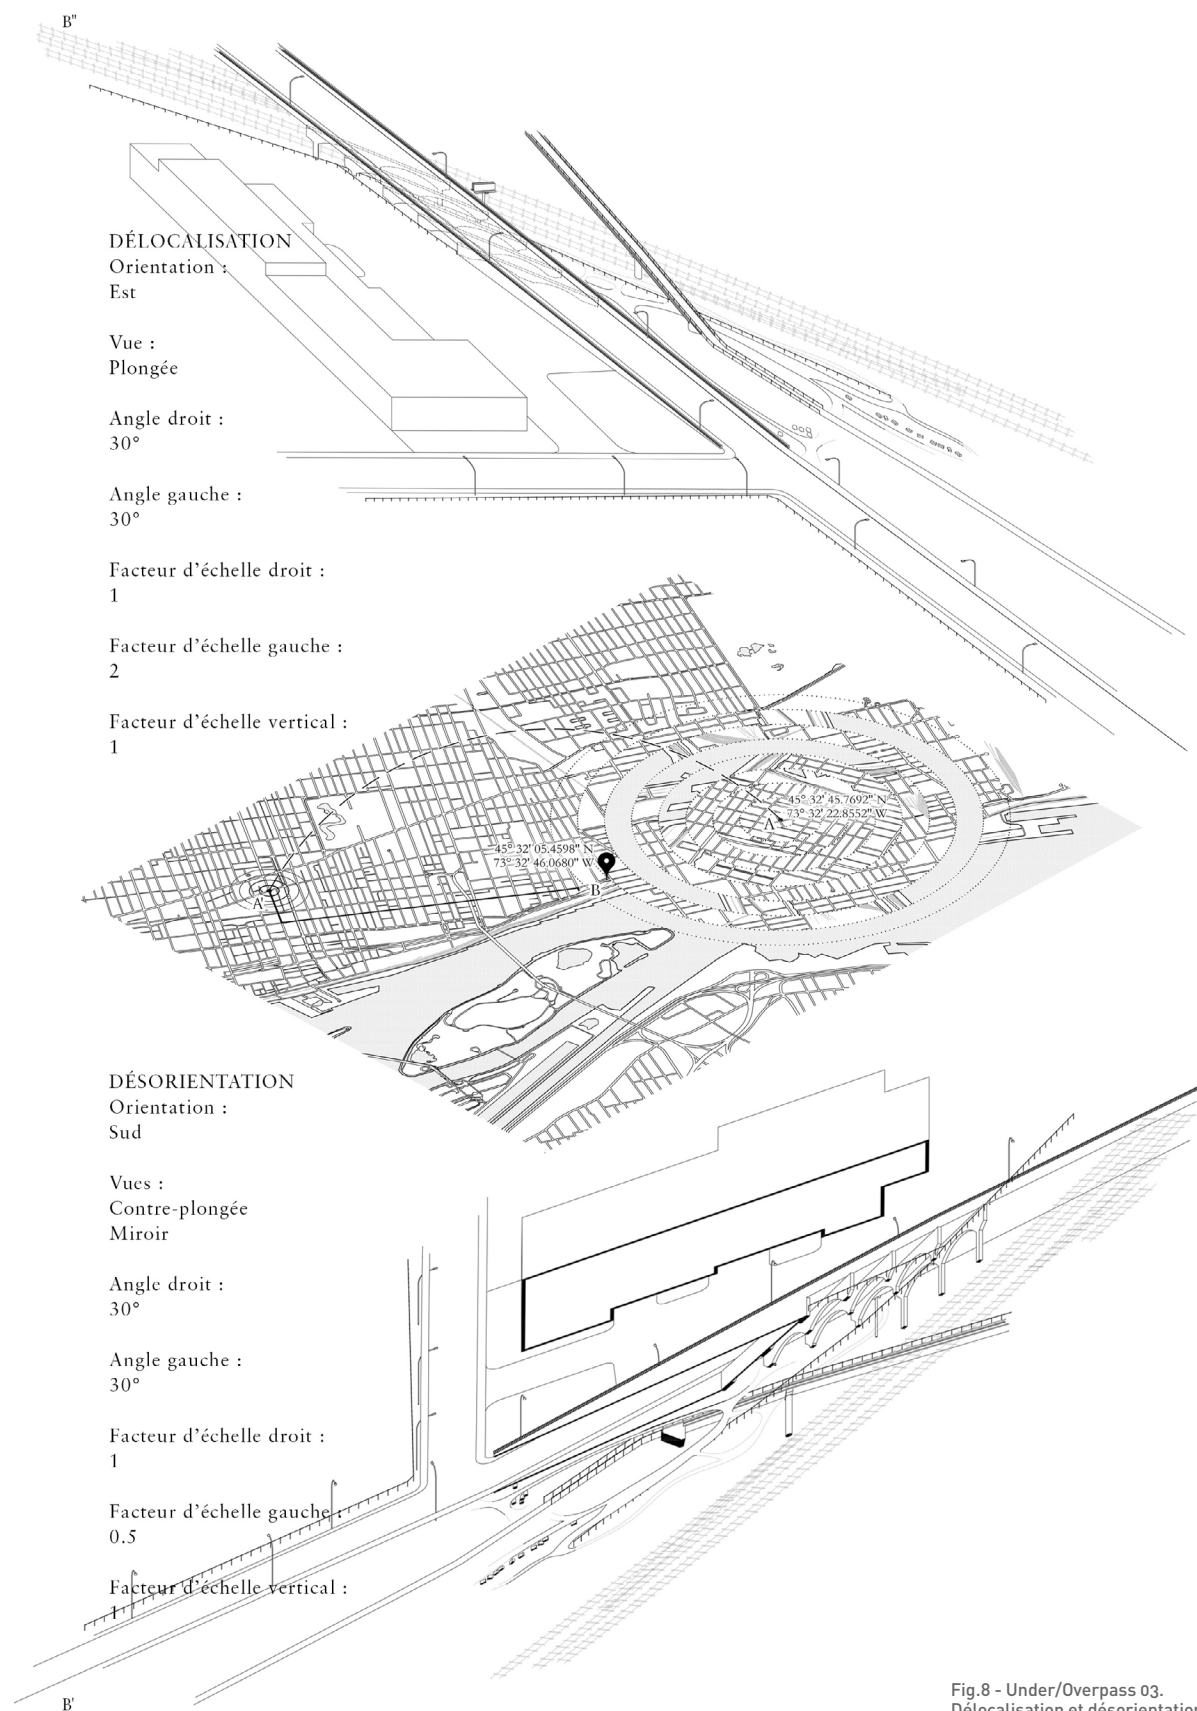 B"
DÉLOCALISATION
Orientation :
Est
Vue :
Plongée
Angle droit :
30°
Angle gauche :
30°
Facteur d'échelle droit :
1
Facteur d'échelle gauche :
2
Facteur d'échelle vertical :
1
45° 32' 45.7692" N
73° 32' 22.8552" W
A
45° 32' 05.4598" N
73° 32' 46.0680" W
B
A'
DÉSORIENTATION
Orientation :
Sud
Vues :
Contre-plongée
Miroir
Angle droit :
30°
Angle gauche :
30°
Facteur d'échelle droit :
1
Facteur d'échelle gauche :
0.5
Facteur d'échelle vertical :
1
B'
Fig.8 - Under/Overpass 03.
Délocalisation et désorientation